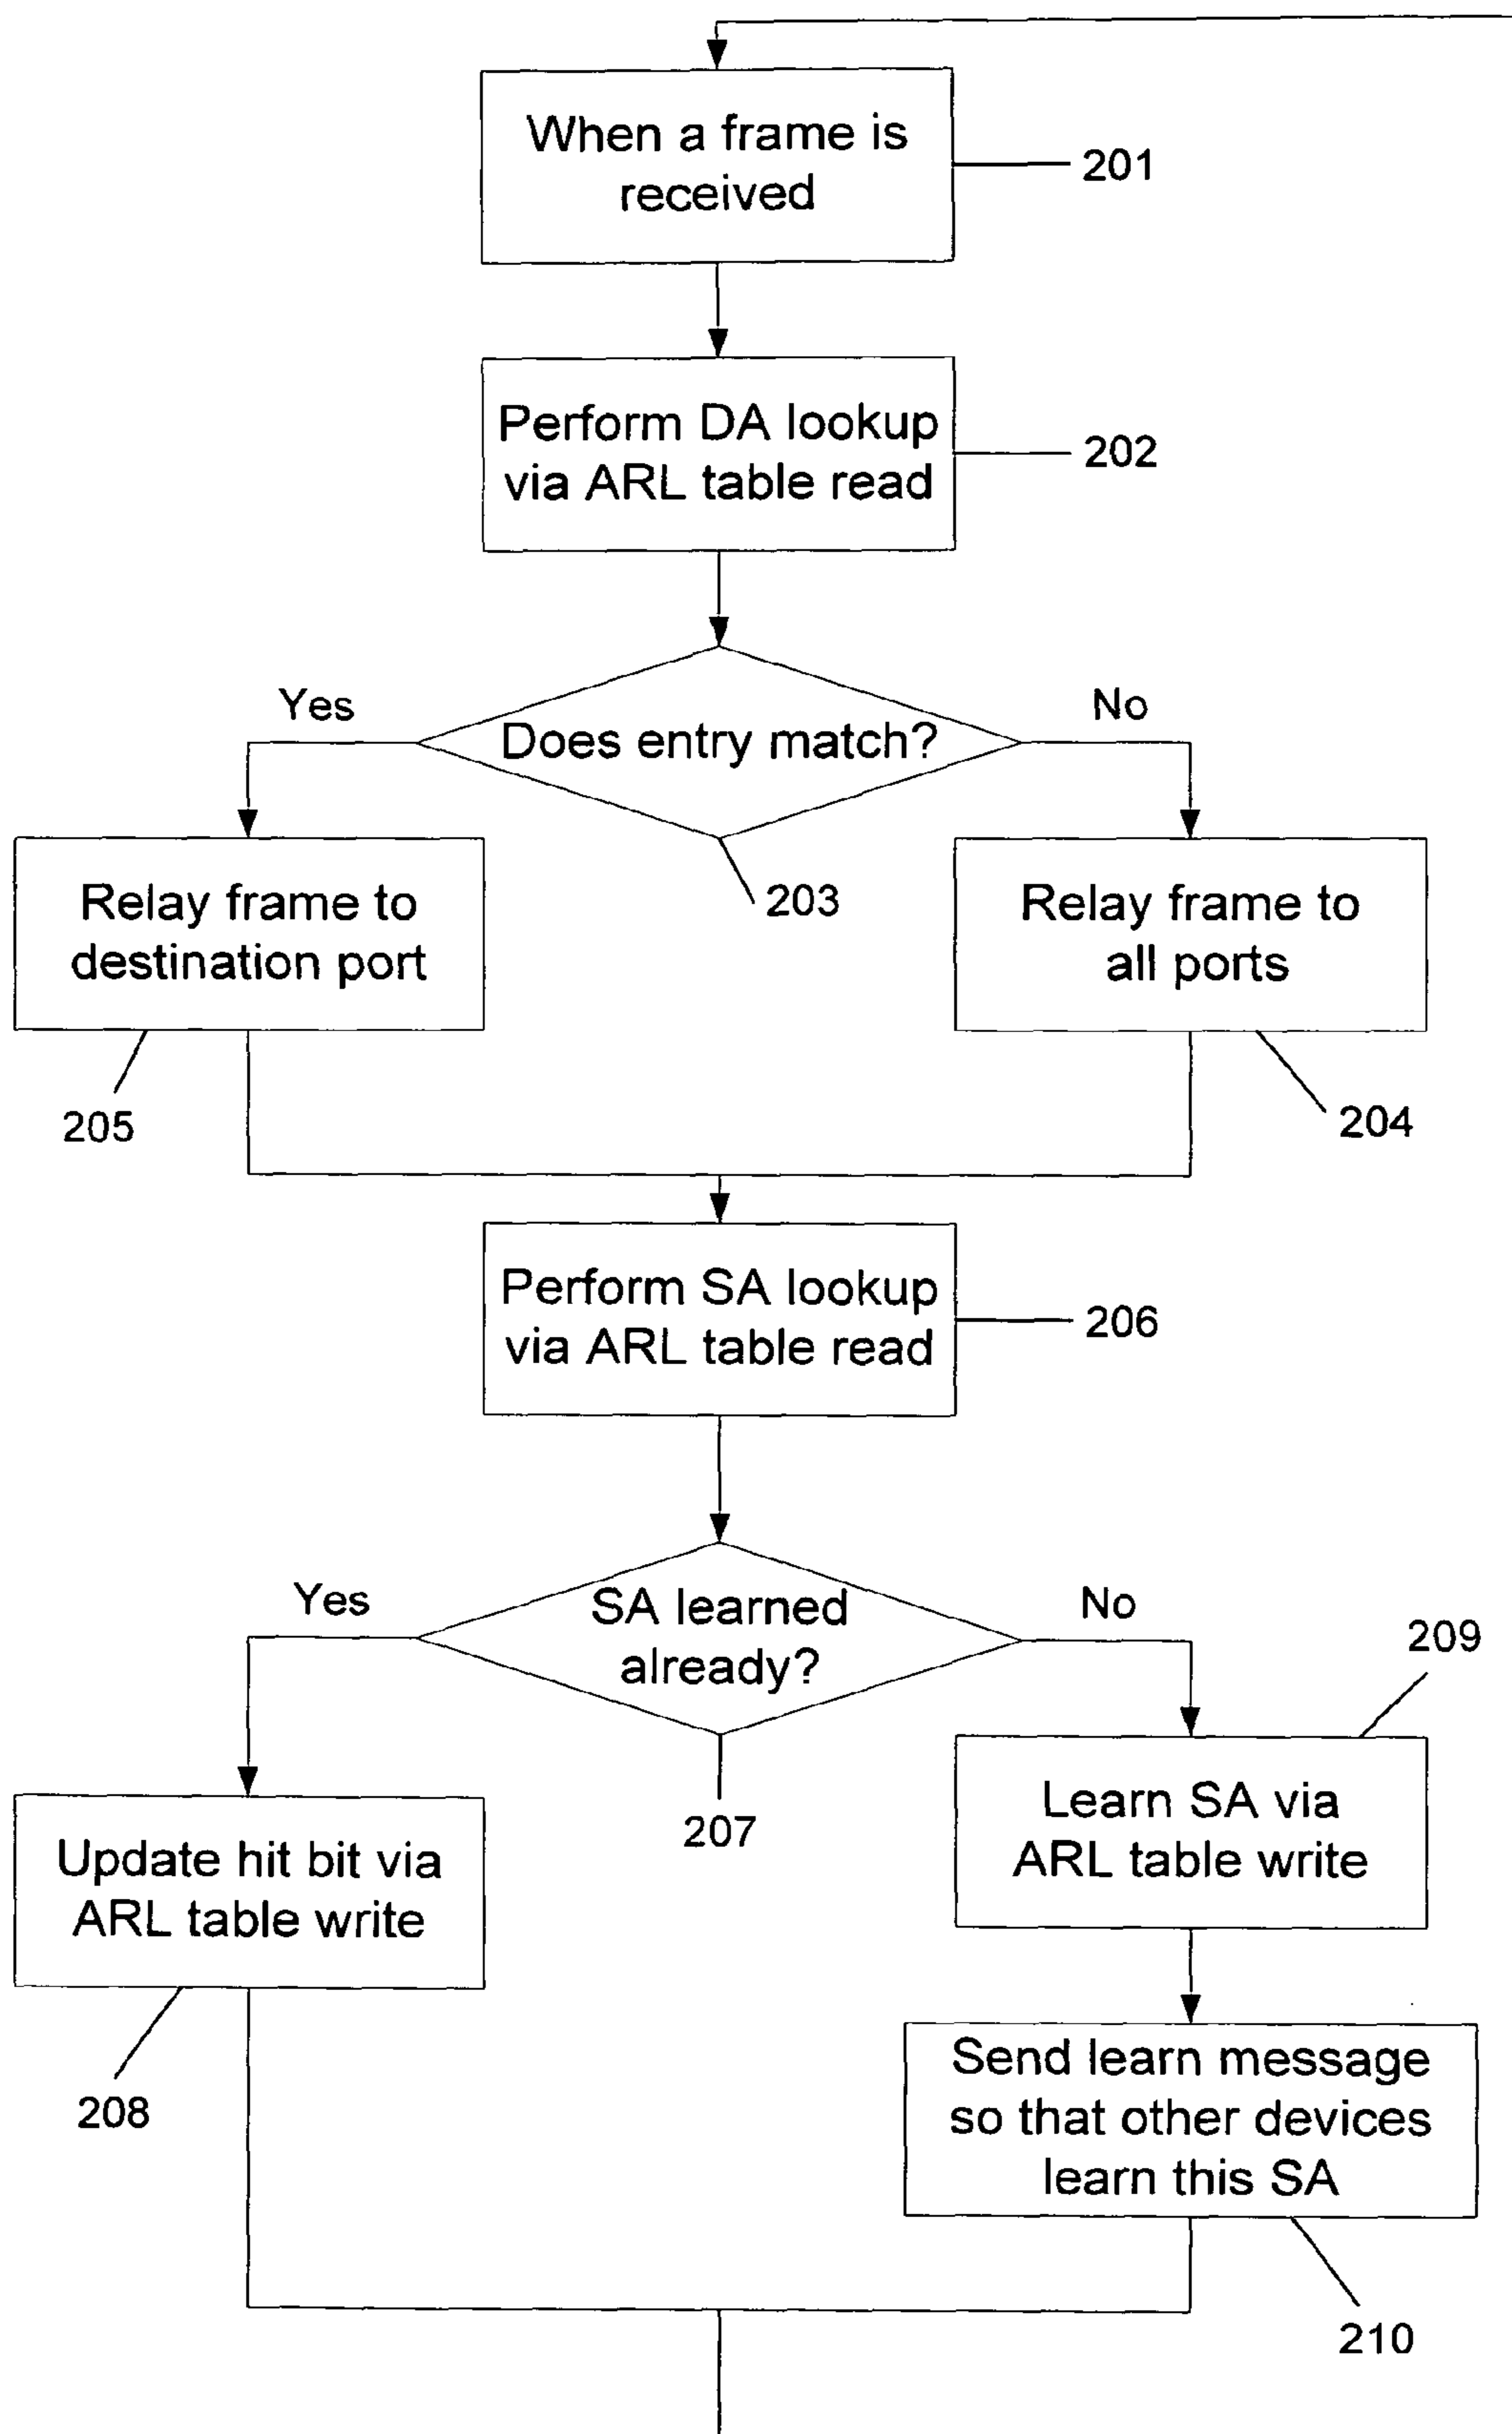 When a frame is
received
201
Perform DA lookup
via ARL table read
202
Yes
No
Does entry match?
203
Relay frame to
destination port
205
Relay frame to
all ports
204
Perform SA lookup
via ARL table read
206
Yes
No
SA learned
already?
207
209
Learn SA via
ARL table write
Update hit bit via
ARL table write
208
Send learn message
so that other devices
learn this SA
210